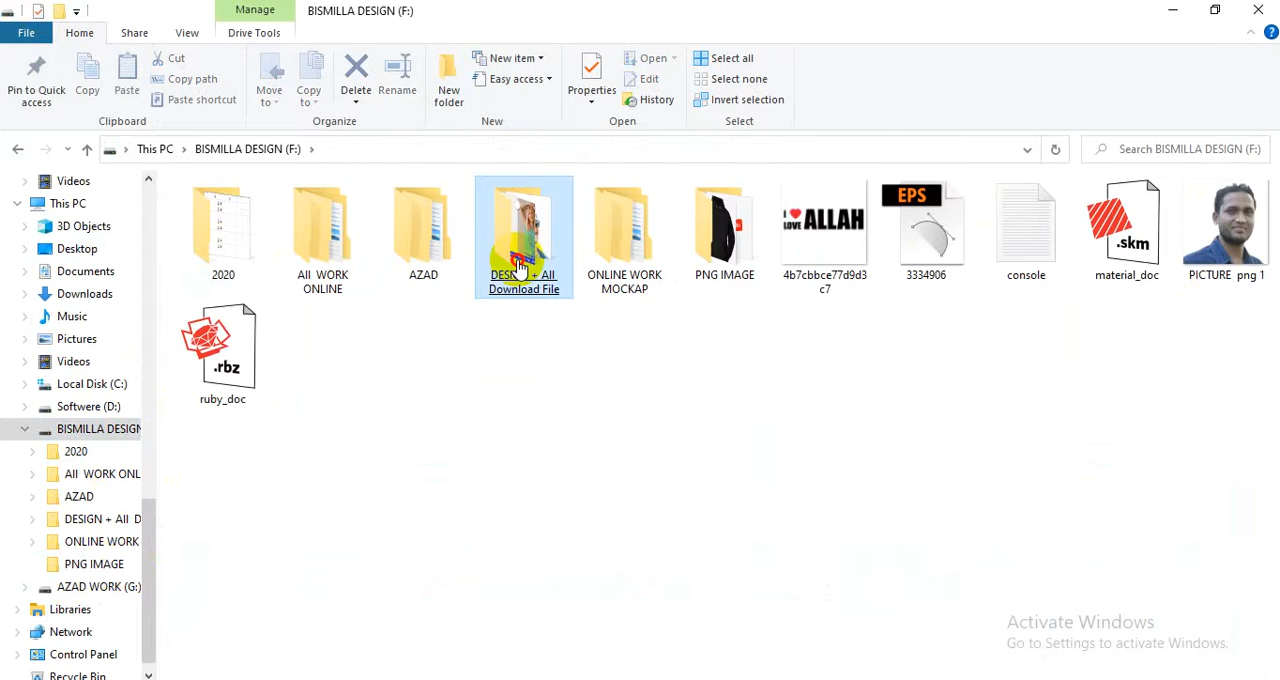 Manage
BISMILLA DESIGN (F:)
File
Home
Share
View
Drive Tools
Pin to Quick access
Copy
Paste
Cut
Copy path
Paste shortcut
Clipboard
Move to
Copy to
Delete
Rename
Organize
New folder
New item
Easy access
New
Properties
Open
Edit
History
Open
Select all
Select none
Invert selection
Select
This PC > BISMILLA DESIGN (F:) >
Search BISMILLA DESIGN (F:)
Videos
This PC
3D Objects
Desktop
Documents
Downloads
Music
Pictures
Videos
Local Disk (C:)
Softwere (D:)
BISMILLA DESIGN
2020
All WORK ONL
AZAD
DESIGN + All D
ONLINE WORK
PNG IMAGE
AZAD WORK (G:)
Libraries
Network
Control Panel
Recycle Bin
2020
All WORK
ONLINE
AZAD
DESIGN + All
Download File
ONLINE WORK
MOCKAP
PNG IMAGE
I LOVE ALLAH
4b7cbbce77d9d3
c7
EPS
3334906
console
.skm
material_doc
PICTURE png 1
.rbz
ruby_doc
Activate Windows
Go to Settings to activate Windows.